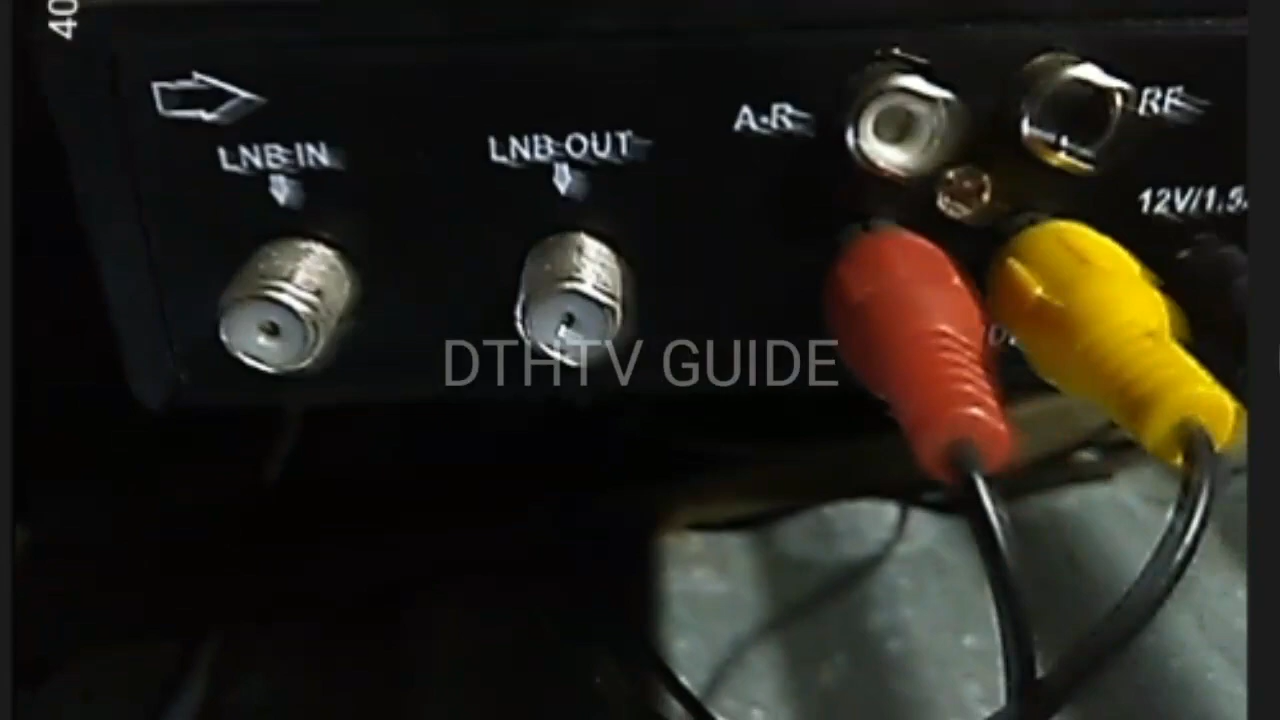 40
LNB IN
LNB OUT
A-R
RF
12V/1.5
DTHTV GUIDE